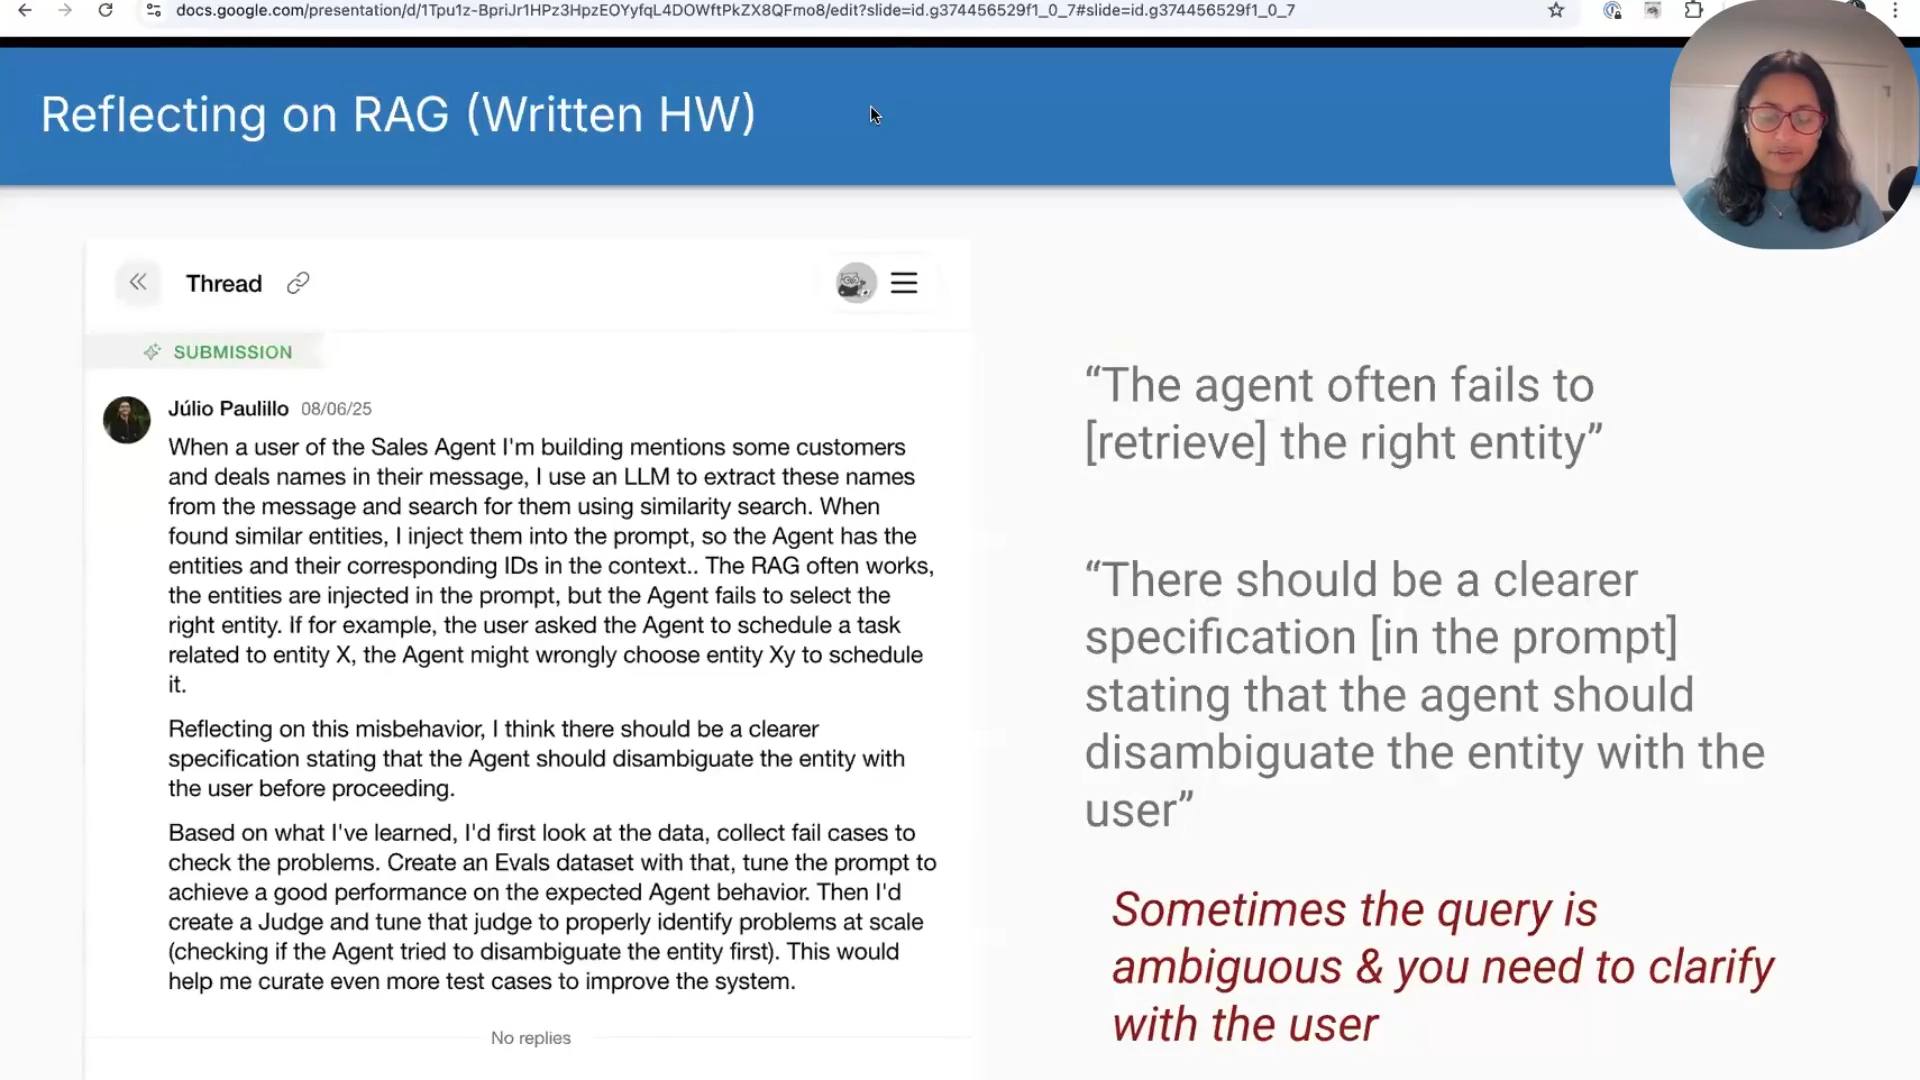 docs.google.com/presentation/d/1Tpu1z-BpriJr1HPz3HpzEOYyfqL4DOWftPkZX8QFmo8/edit?slide=id.g374456529f1_0_7#slide=id.g374456529f1_0_7
Reflecting on RAG (Written HW)
Thread
SUBMISSION
Júlio Paulillo 08/06/25
When a user of the Sales Agent I'm building mentions some customers
and deals names in their message, I use an LLM to extract these names
from the message and search for them using similarity search. When
found similar entities, I inject them into the prompt, so the Agent has the
entities and their corresponding IDs in the context.. The RAG often works,
the entities are injected in the prompt, but the Agent fails to select the
right entity. If for example, the user asked the Agent to schedule a task
related to entity X, the Agent might wrongly choose entity Xy to schedule
it.
Reflecting on this misbehavior, I think there should be a clearer
specification stating that the Agent should disambiguate the entity with
the user before proceeding.
Based on what I've learned, I'd first look at the data, collect fail cases to
check the problems. Create an Evals dataset with that, tune the prompt to
achieve a good performance on the expected Agent behavior. Then I'd
create a Judge and tune that judge to properly identify problems at scale
(checking if the Agent tried to disambiguate the entity first). This would
help me curate even more test cases to improve the system.
No replies
“The agent often fails to
[retrieve] the right entity”
“There should be a clearer
specification [in the prompt]
stating that the agent should
disambiguate the entity with the
user”
Sometimes the query is
ambiguous & you need to clarify
with the user